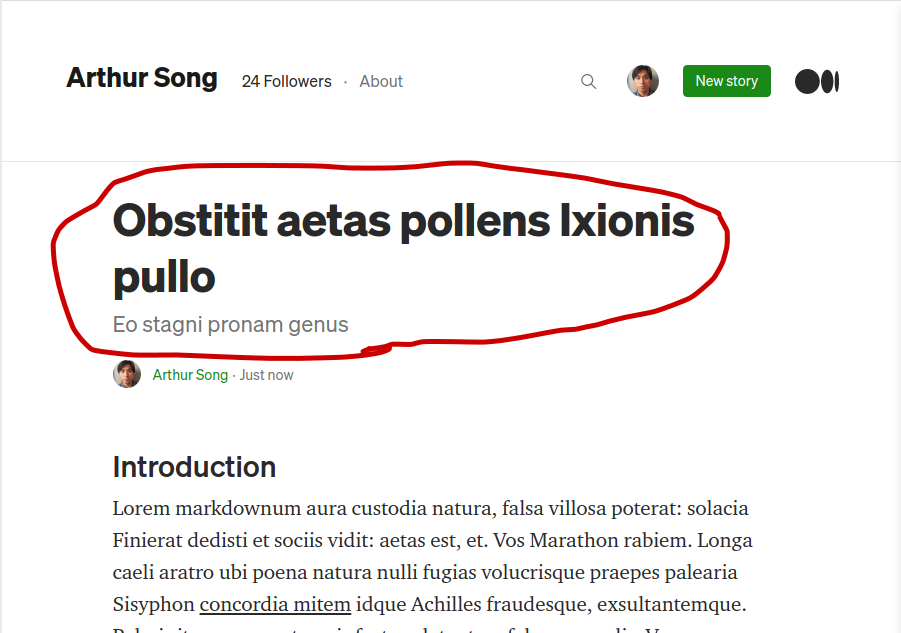 Arthur Song 24 Followers · About New story
Obstitit aetas pollens Ixionis
pullo
Eo stagni pronam genus
Arthur Song · Just now
Introduction
Lorem markdownum aura custodia natura, falsa villosa poterat: solacia
Finierat dedisti et sociis vidit: aetas est, et. Vos Marathon rabiem. Longa
caeli aratro ubi poena natura nulli fugias volucrisque praepes palearia
Sisyphon concordia mitem idque Achilles fraudesque, exsultantemque.